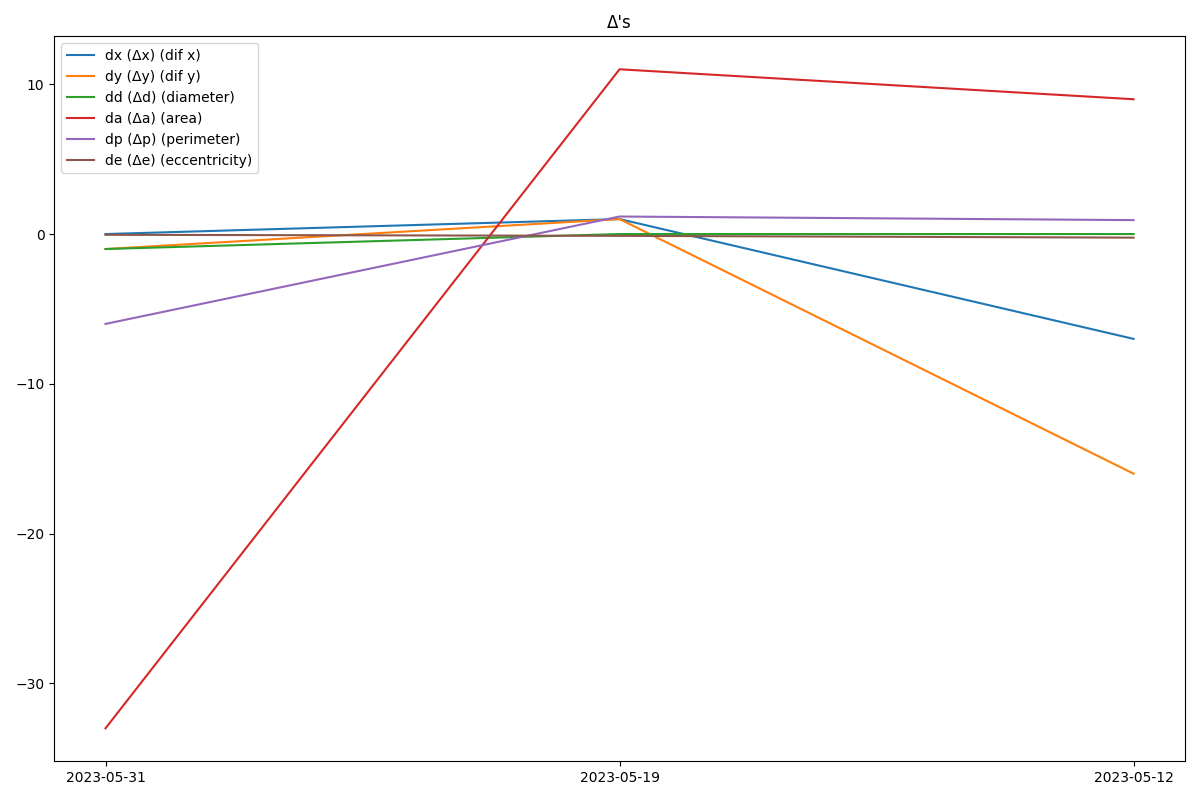 Δ's
dx (Δx) (dif x)
dy (Δy) (dif y)
dd (Δd) (diameter)
da (Δa) (area)
dp (Δp) (perimeter)
de (Δe) (eccentricity)
10
0
−10
−20
−30
2023-05-31
2023-05-19
2023-05-12